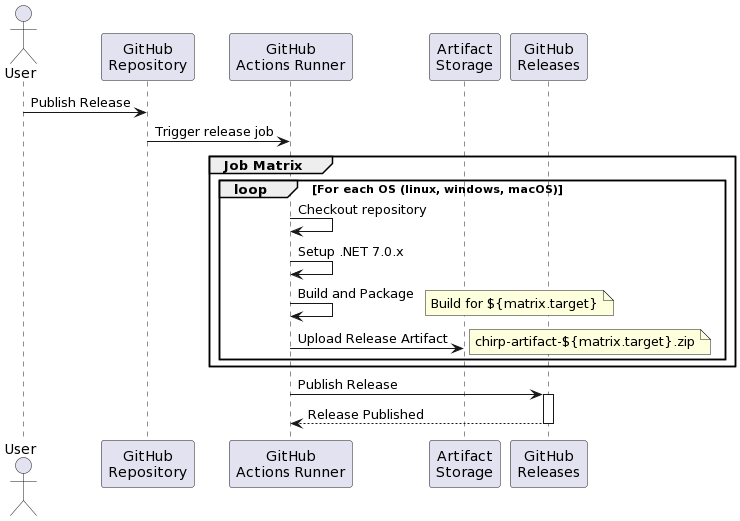 User
GitHub
Repository
GitHub
Actions Runner
Artifact
Storage
GitHub
Releases
Publish Release
Trigger release job
Job Matrix
loop [For each OS (linux, windows, macOS)]
Checkout repository
Setup .NET 7.0.x
Build and Package
Build for ${matrix.target}
Upload Release Artifact
chirp-artifact-${matrix.target}.zip
Publish Release
Release Published
User
GitHub
Repository
GitHub
Actions Runner
Artifact
Storage
GitHub
Releases